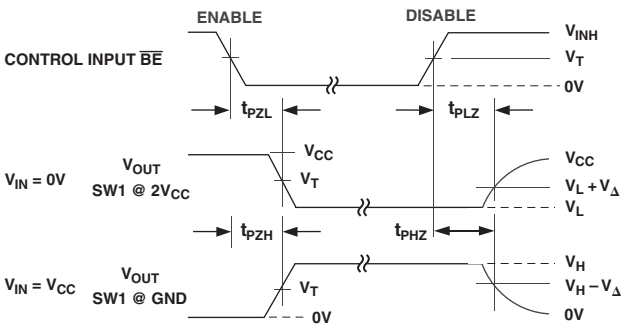 ENABLE DISABLE
CONTROL INPUT BE
V_INH
V_T
0V
t_PZL t_PLZ
V_IN = 0V
V_OUT
SW1 @ 2V_CC
V_CC
V_T
V_CC
V_L + V_Δ
V_L
t_PZH t_PHZ
V_IN = V_CC
V_OUT
SW1 @ GND
V_T
0V
V_H
V_H – V_Δ
0V